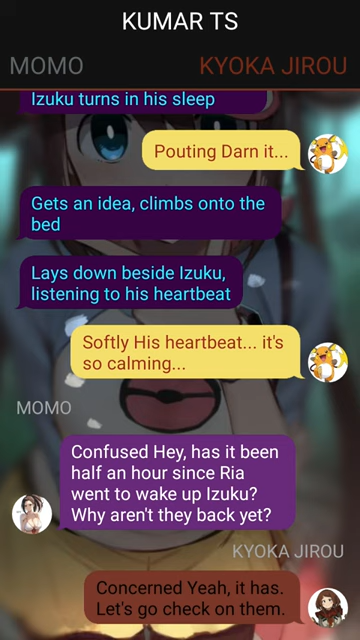 KUMAR TS
MOMO
KYOKA JIROU
Izuku turns in his sleep
Pouting Darn it...
Gets an idea, climbs onto the
bed
Lays down beside Izuku,
listening to his heartbeat
Softly His heartbeat... it's
so calming...
MOMO
Confused Hey, has it been
half an hour since Ria
went to wake up Izuku?
Why aren't they back yet?
KYOKA JIROU
Concerned Yeah, it has.
Let's go check on them.